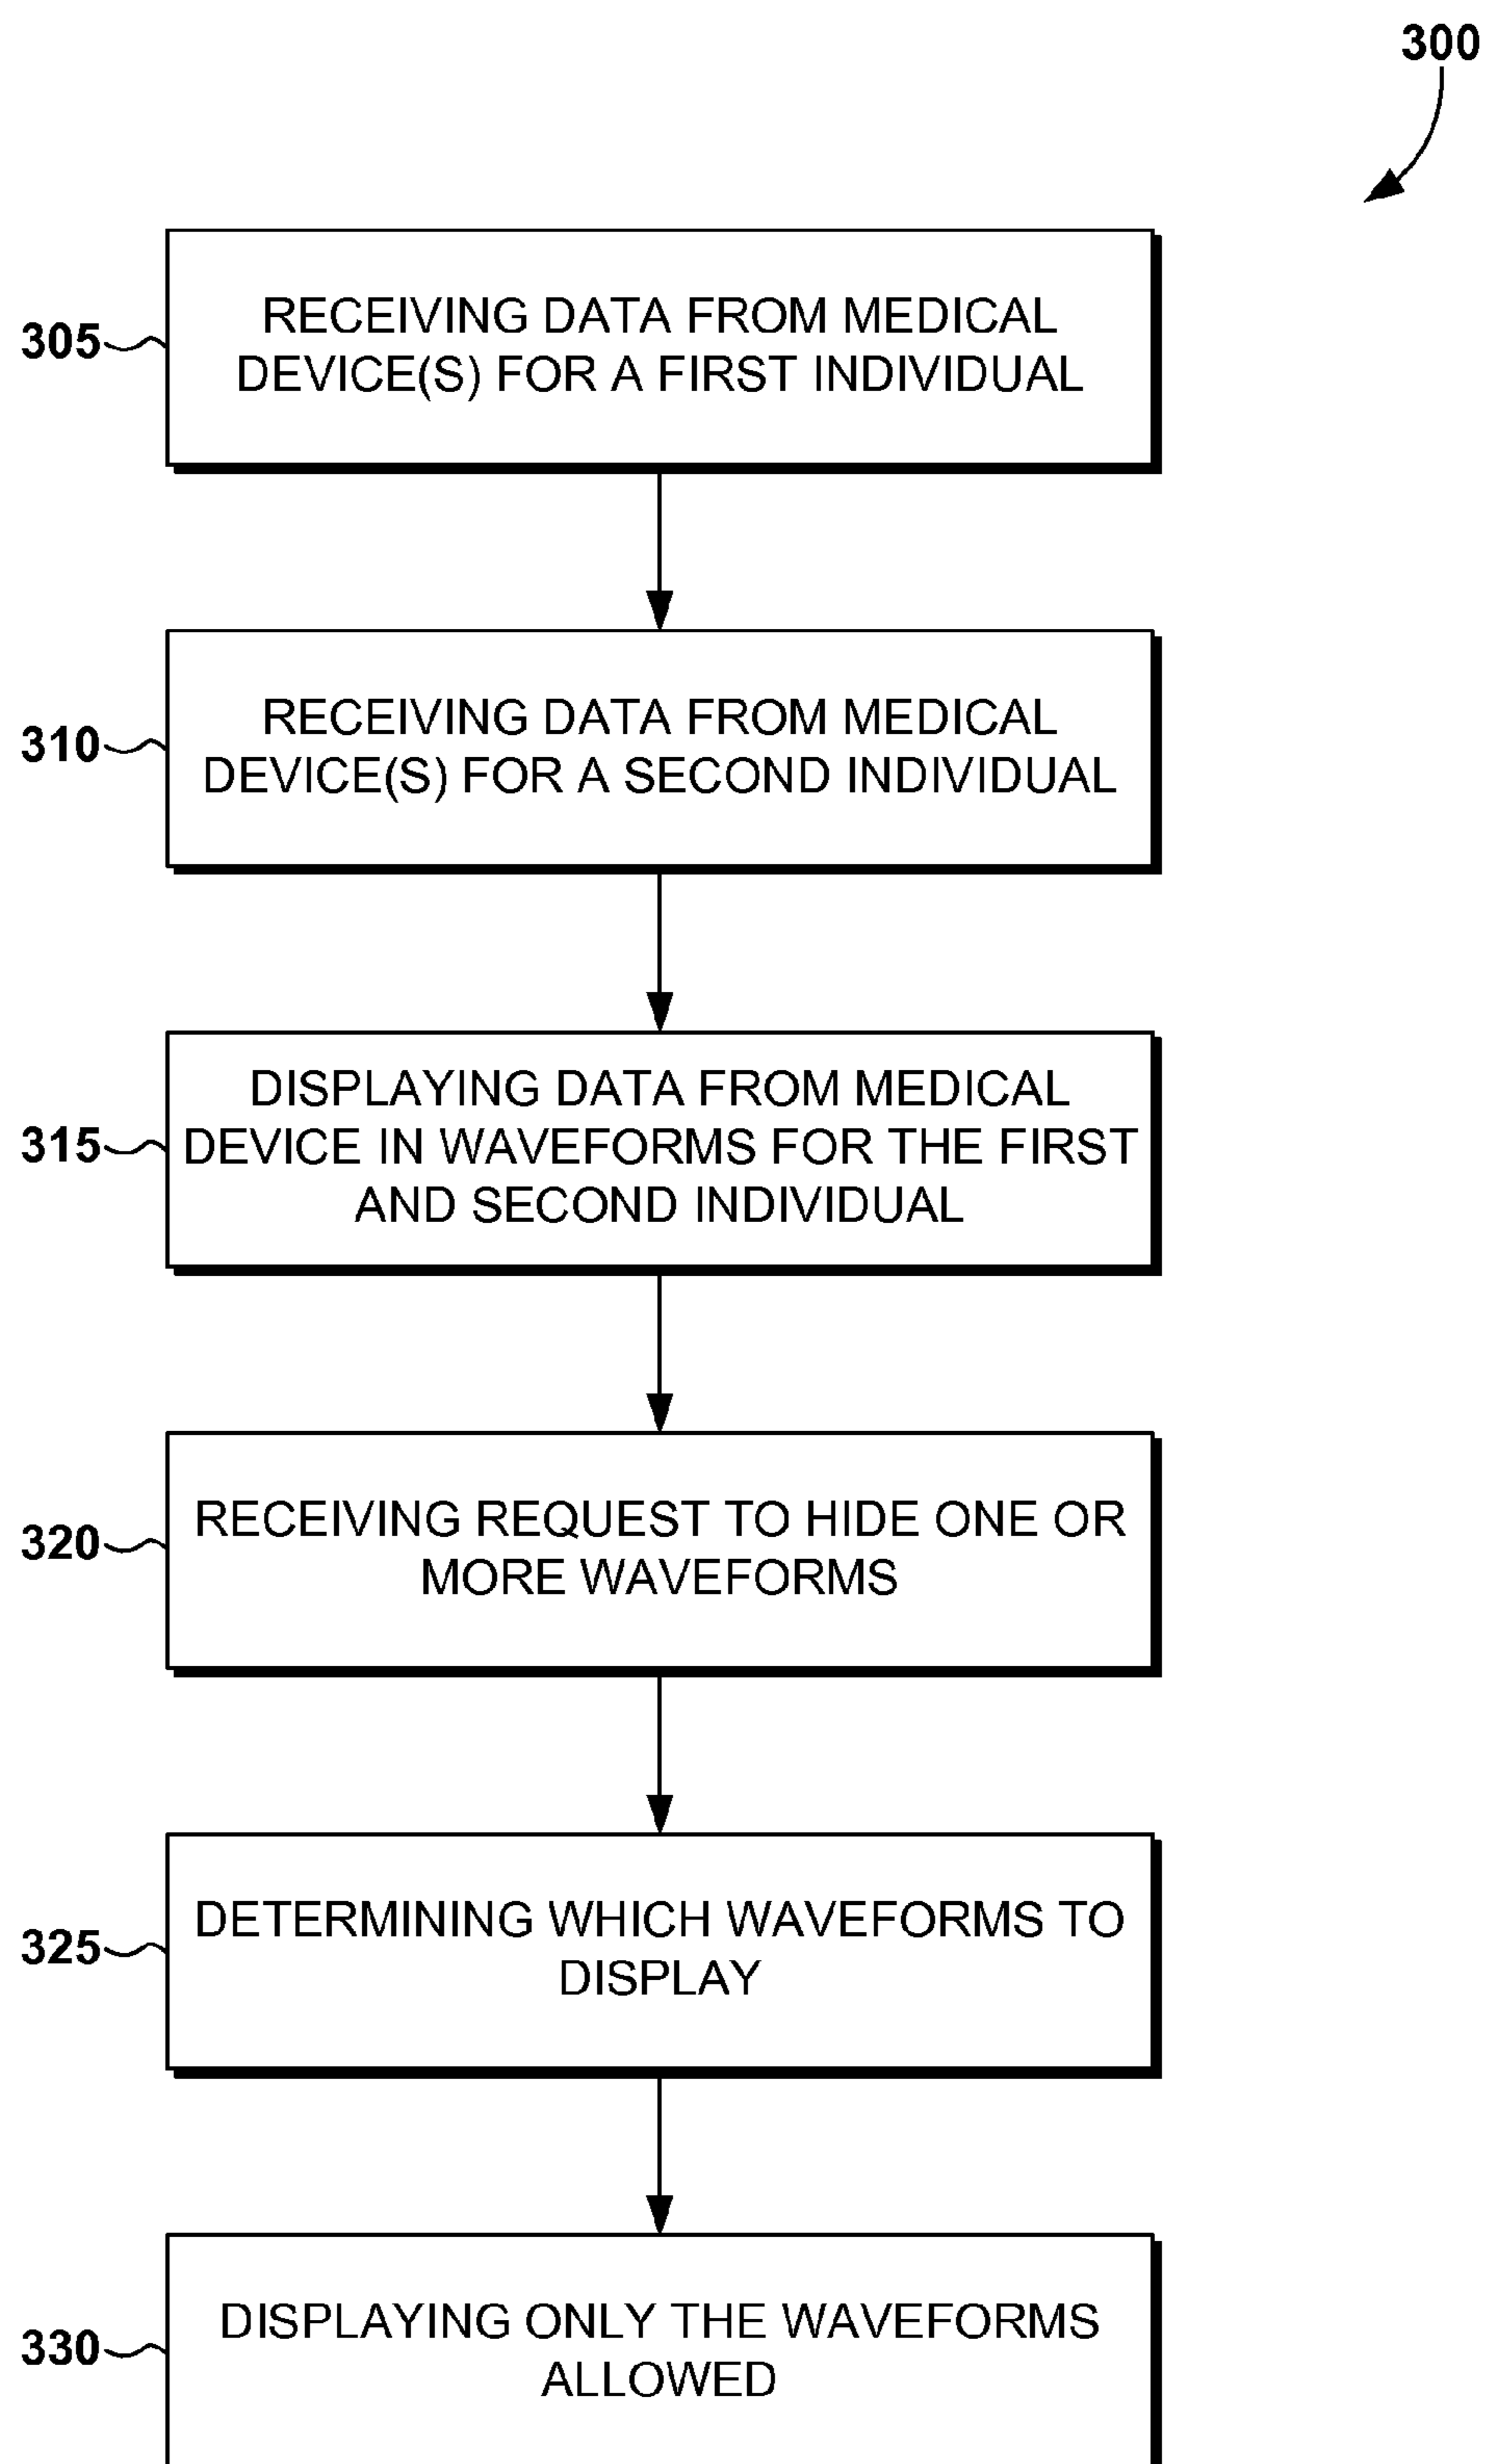 300
305
RECEIVING DATA FROM MEDICAL
DEVICE(S) FOR A FIRST INDIVIDUAL
310
RECEIVING DATA FROM MEDICAL
DEVICE(S) FOR A SECOND INDIVIDUAL
315
DISPLAYING DATA FROM MEDICAL
DEVICE IN WAVEFORMS FOR THE FIRST
AND SECOND INDIVIDUAL
320
RECEIVING REQUEST TO HIDE ONE OR
MORE WAVEFORMS
325
DETERMINING WHICH WAVEFORMS TO
DISPLAY
330
DISPLAYING ONLY THE WAVEFORMS
ALLOWED